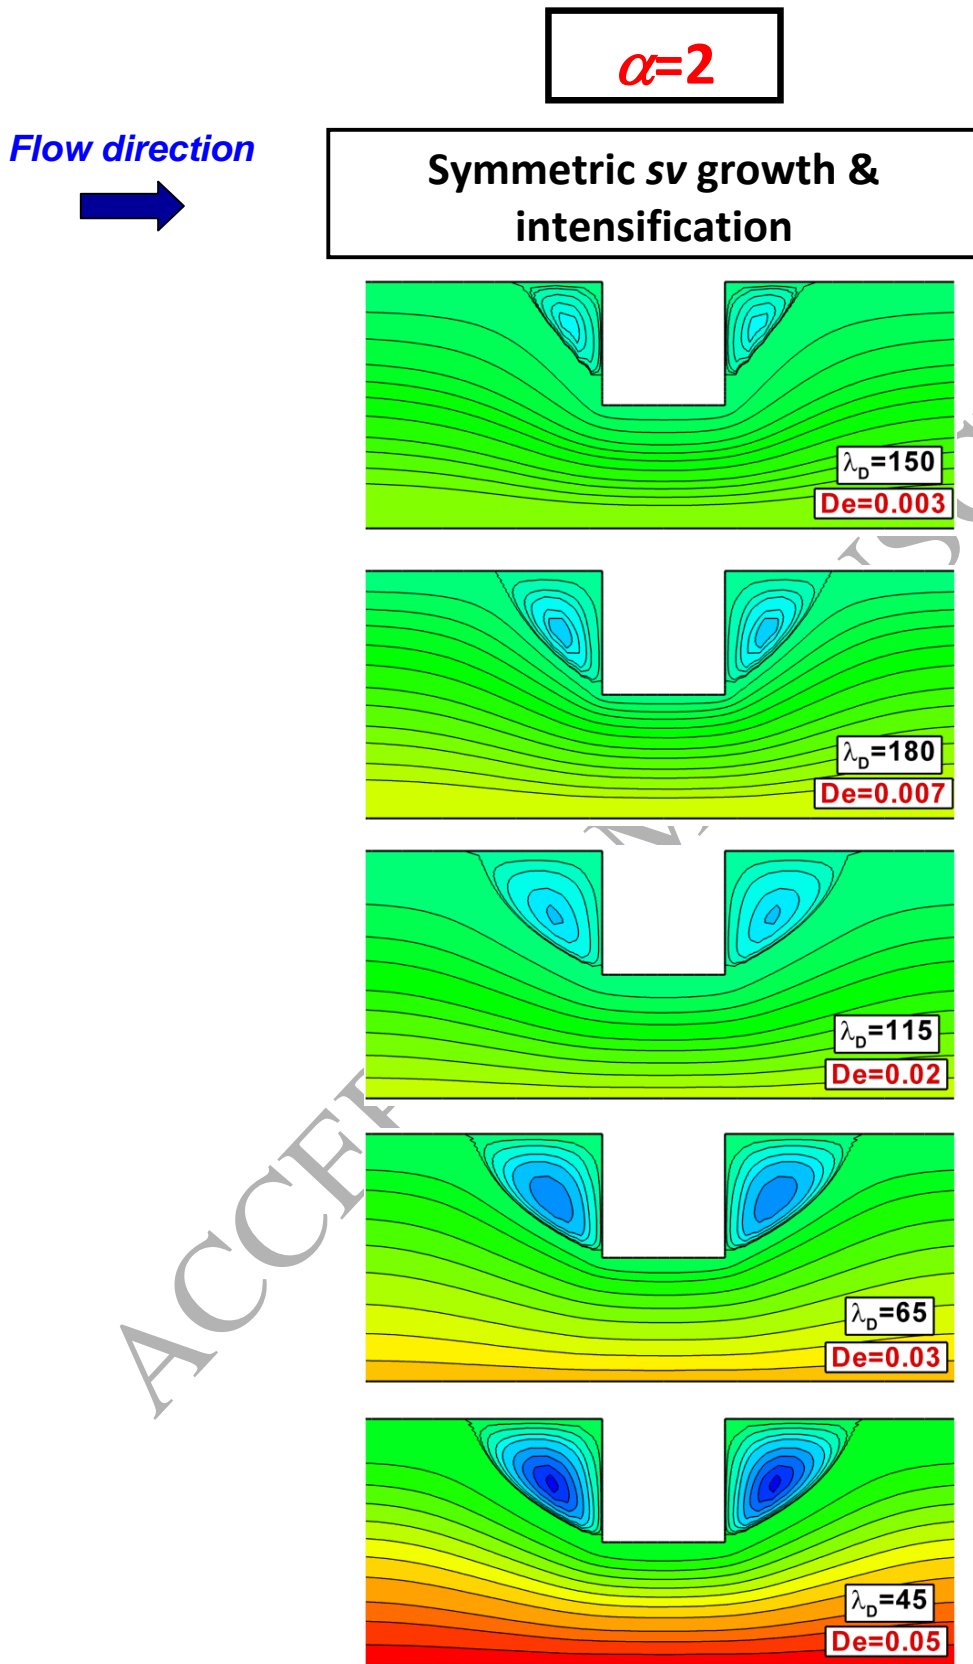 α=2
Flow direction
Symmetric sv growth &
intensification
λD=150
De=0.003
λD=180
De=0.007
λD=115
De=0.02
λD=65
De=0.03
λD=45
De=0.05